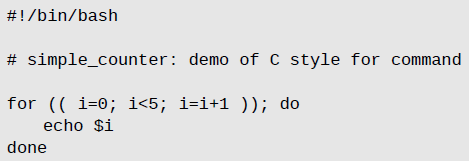 #!/bin/bash

# simple_counter: demo of C style for command

for (( i=0; i<5; i=i+1 )); do
    echo $i
done